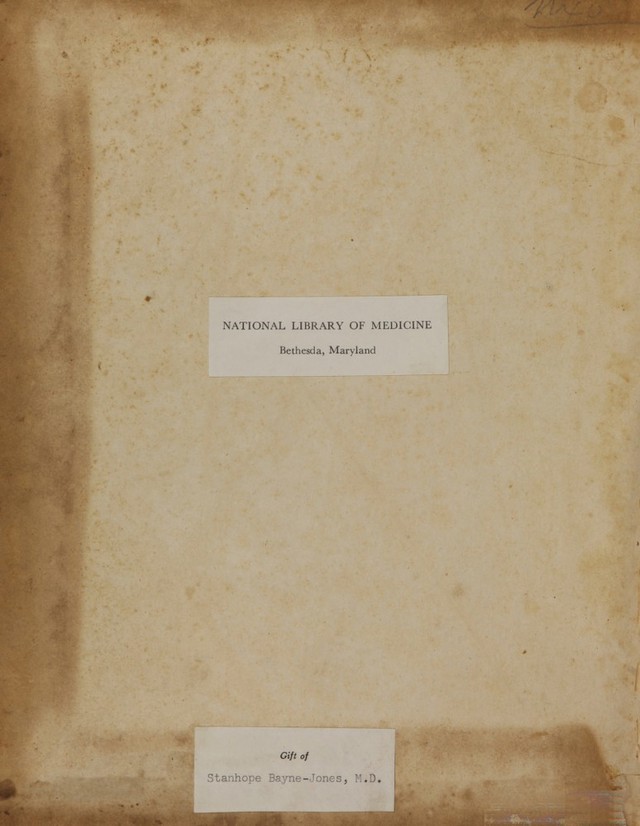 NATIONAL LIBRARY OF MEDICINE
Bethesda, Maryland
Gift of
Stanhope Bayne-Jones, M.D.